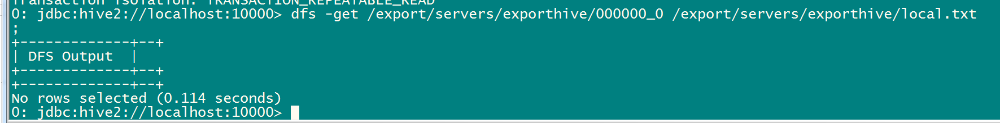 Transaction isolation: TRANSACTION_REPEATABLE_READ
0: jdbc:hive2://localhost:10000> dfs -get /export/servers/exporthive/000000_0 /export/servers/exporthive/local.txt
;
+-------------+--+
| DFS Output  |
+-------------+--+
+-------------+--+
No rows selected (0.114 seconds)
0: jdbc:hive2://localhost:10000>